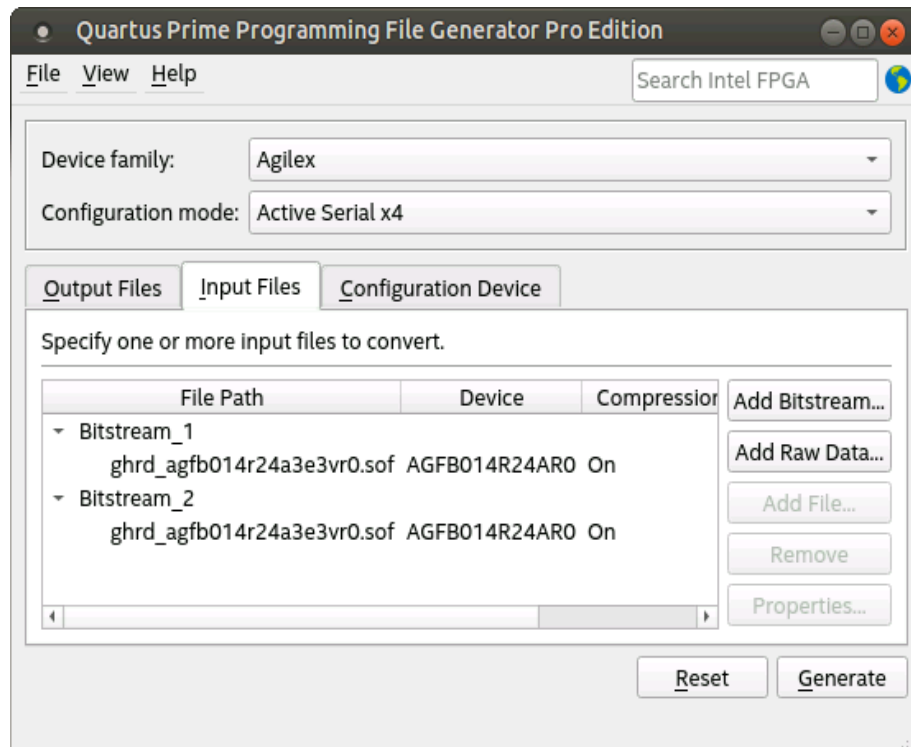 Quartus Prime Programming File Generator Pro Edition
File View Help Search Intel FPGA
Device family: Agilex
Configuration mode: Active Serial x4
Output Files Input Files Configuration Device
Specify one or more input files to convert.
File Path Device Compression Add Bitstream...
Bitstream_1
ghrd_agfb014r24a3e3vr0.sof AGFB014R24AR0 On Add Raw Data...
Bitstream_2 Add File...
ghrd_agfb014r24a3e3vr0.sof AGFB014R24AR0 On
Remove
Properties...
Reset Generate